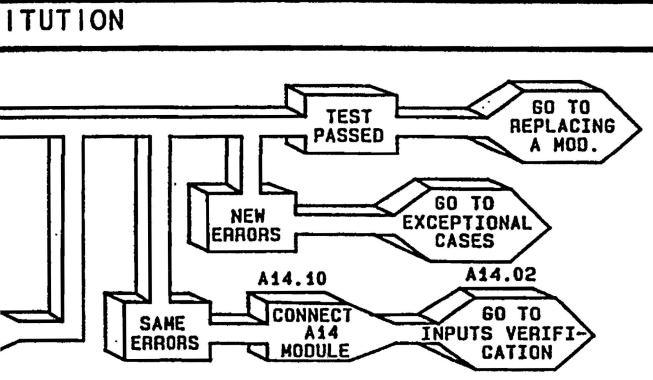 ITUTION
TEST
PASSED
GO TO
REPLACING
A MOD.
NEW
ERRORS
GO TO
EXCEPTIONAL
CASES
A14.10
A14.02
SAME
ERRORS
CONNECT
A14
MODULE
GO TO
INPUTS VERIFI-
CATION